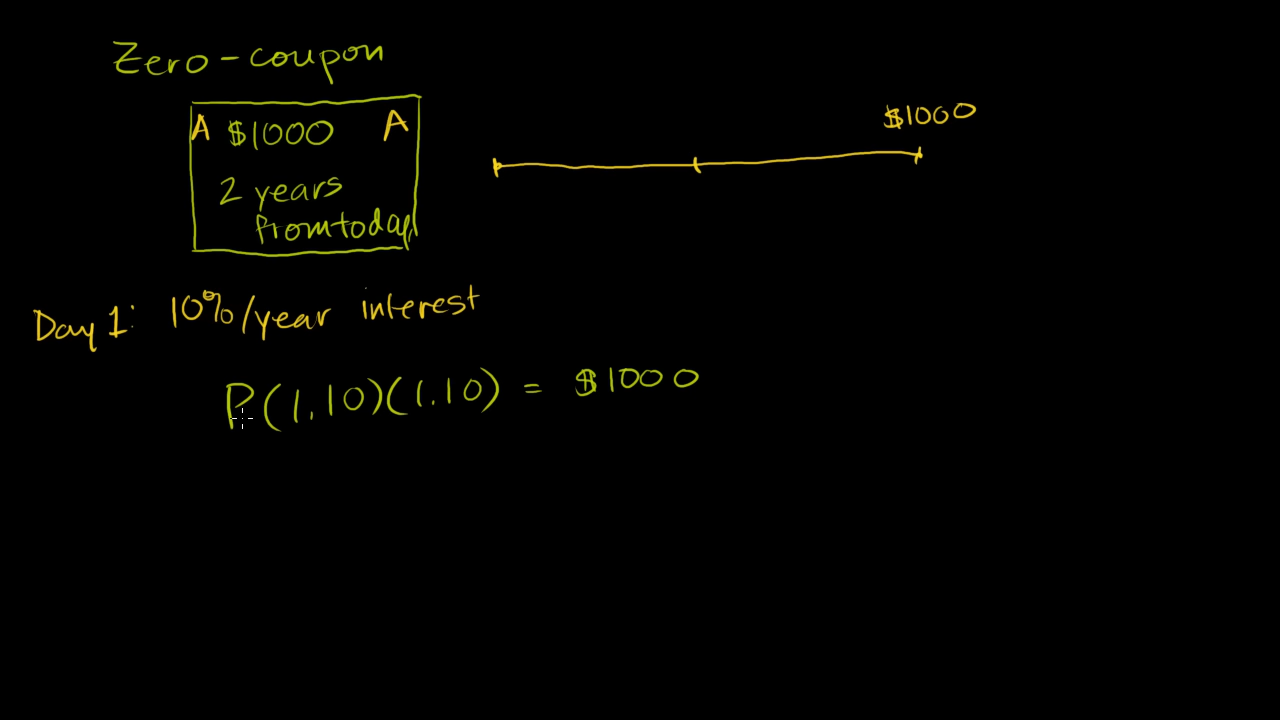 Zero-coupon
A $1000 A
2 years
from today
$1000
Day 1: 10%/year interest
P(1.10)(1.10) = $1000